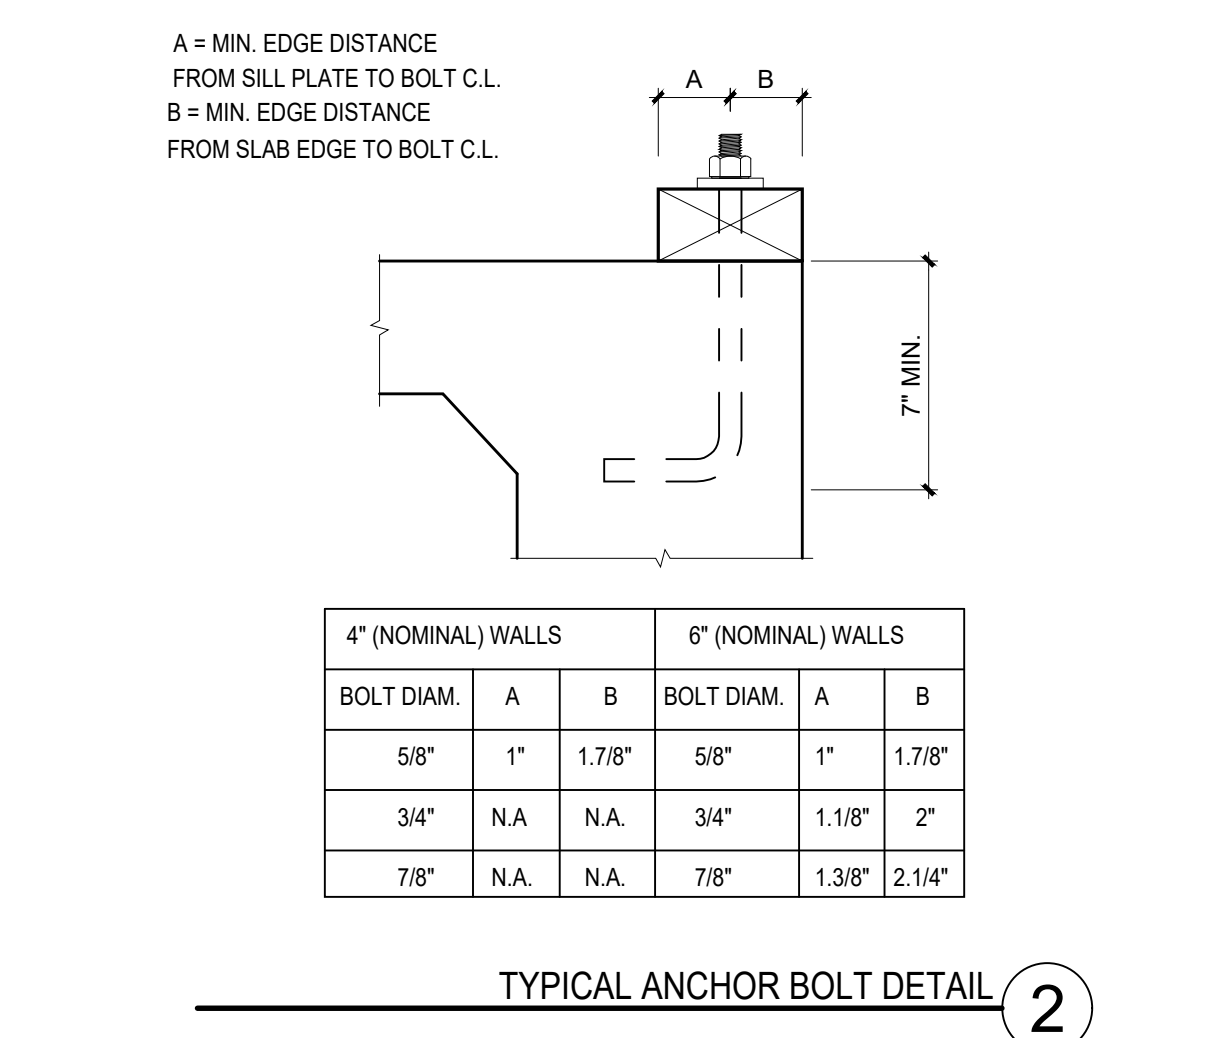 A = MIN. EDGE DISTANCE
FROM SILL PLATE TO BOLT C.L.
B = MIN. EDGE DISTANCE
FROM SLAB EDGE TO BOLT C.L.
A B
7" MIN.
4" (NOMINAL) WALLS 6" (NOMINAL) WALLS
BOLT DIAM. A B BOLT DIAM. A B
5/8" 1" 1.7/8" 5/8" 1" 1.7/8"
3/4" N.A N.A. 3/4" 1.1/8" 2"
7/8" N.A. N.A. 7/8" 1.3/8" 2.1/4"
TYPICAL ANCHOR BOLT DETAIL 2